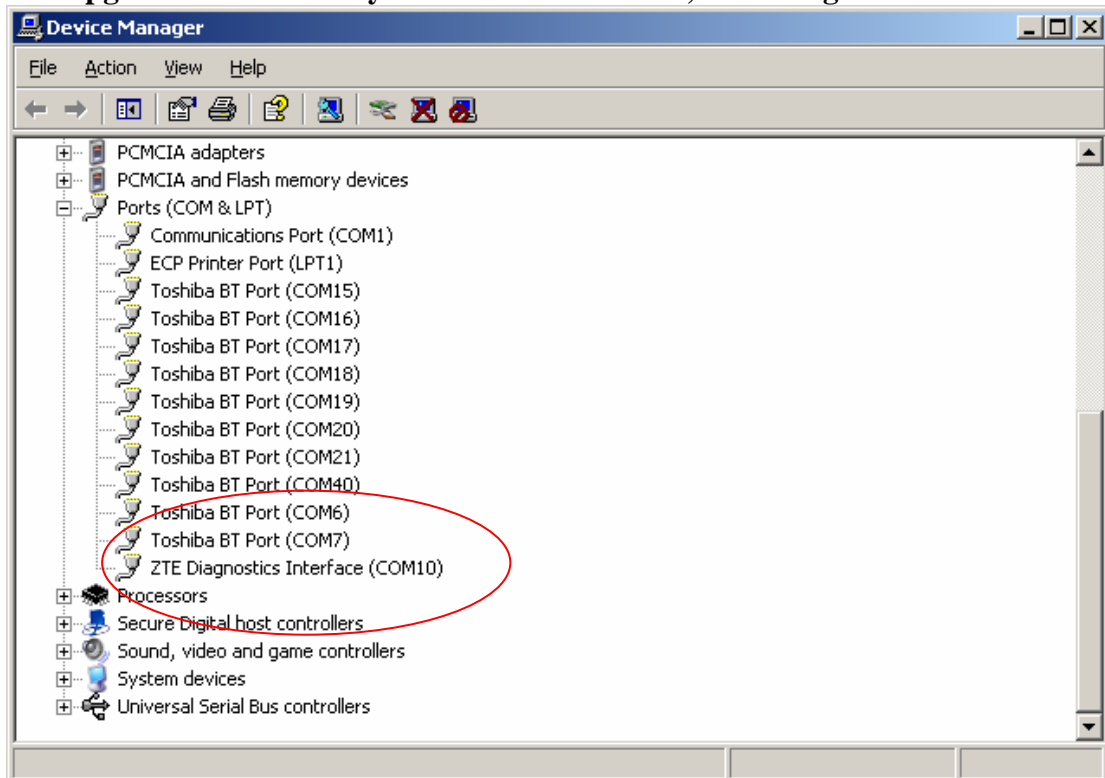 Device Manager
File Action View Help
PCMCIA adapters
PCMCIA and Flash memory devices
Ports (COM & LPT)
Communications Port (COM1)
ECP Printer Port (LPT1)
Toshiba BT Port (COM15)
Toshiba BT Port (COM16)
Toshiba BT Port (COM17)
Toshiba BT Port (COM18)
Toshiba BT Port (COM19)
Toshiba BT Port (COM20)
Toshiba BT Port (COM21)
Toshiba BT Port (COM40)
Toshiba BT Port (COM6)
Toshiba BT Port (COM7)
ZTE Diagnostics Interface (COM10)
Processors
Secure Digital host controllers
Sound, video and game controllers
System devices
Universal Serial Bus controllers